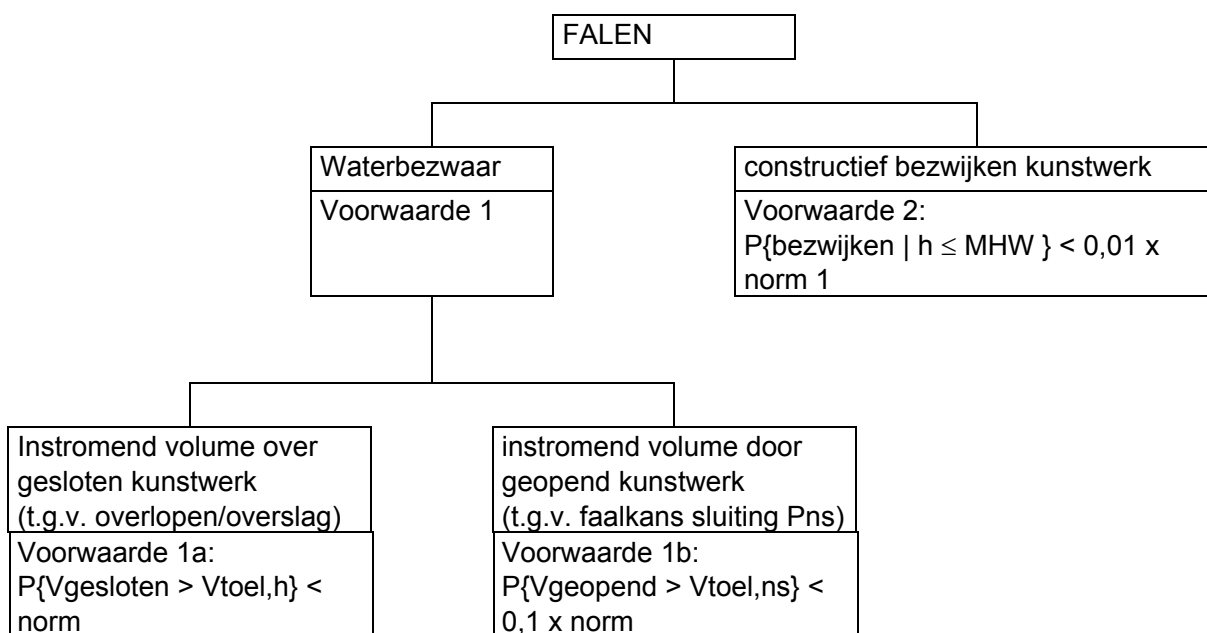 FALEN
Waterbezwaar
Voorwaarde 1
constructief bezwijken kunstwerk
Voorwaarde 2:
P{bezwijken | h ≤ MHW } < 0,01 x
norm 1
Instromend volume over
gesloten kunstwerk
(t.g.v. overlopen/overslag)
Voorwaarde 1a:
P{Vgesloten > Vtoel,h} <
norm
instromend volume door
geopend kunstwerk
(t.g.v. faalkans sluiting Pns)
Voorwaarde 1b:
P{Vgeopend > Vtoel,ns} <
0,1 x norm